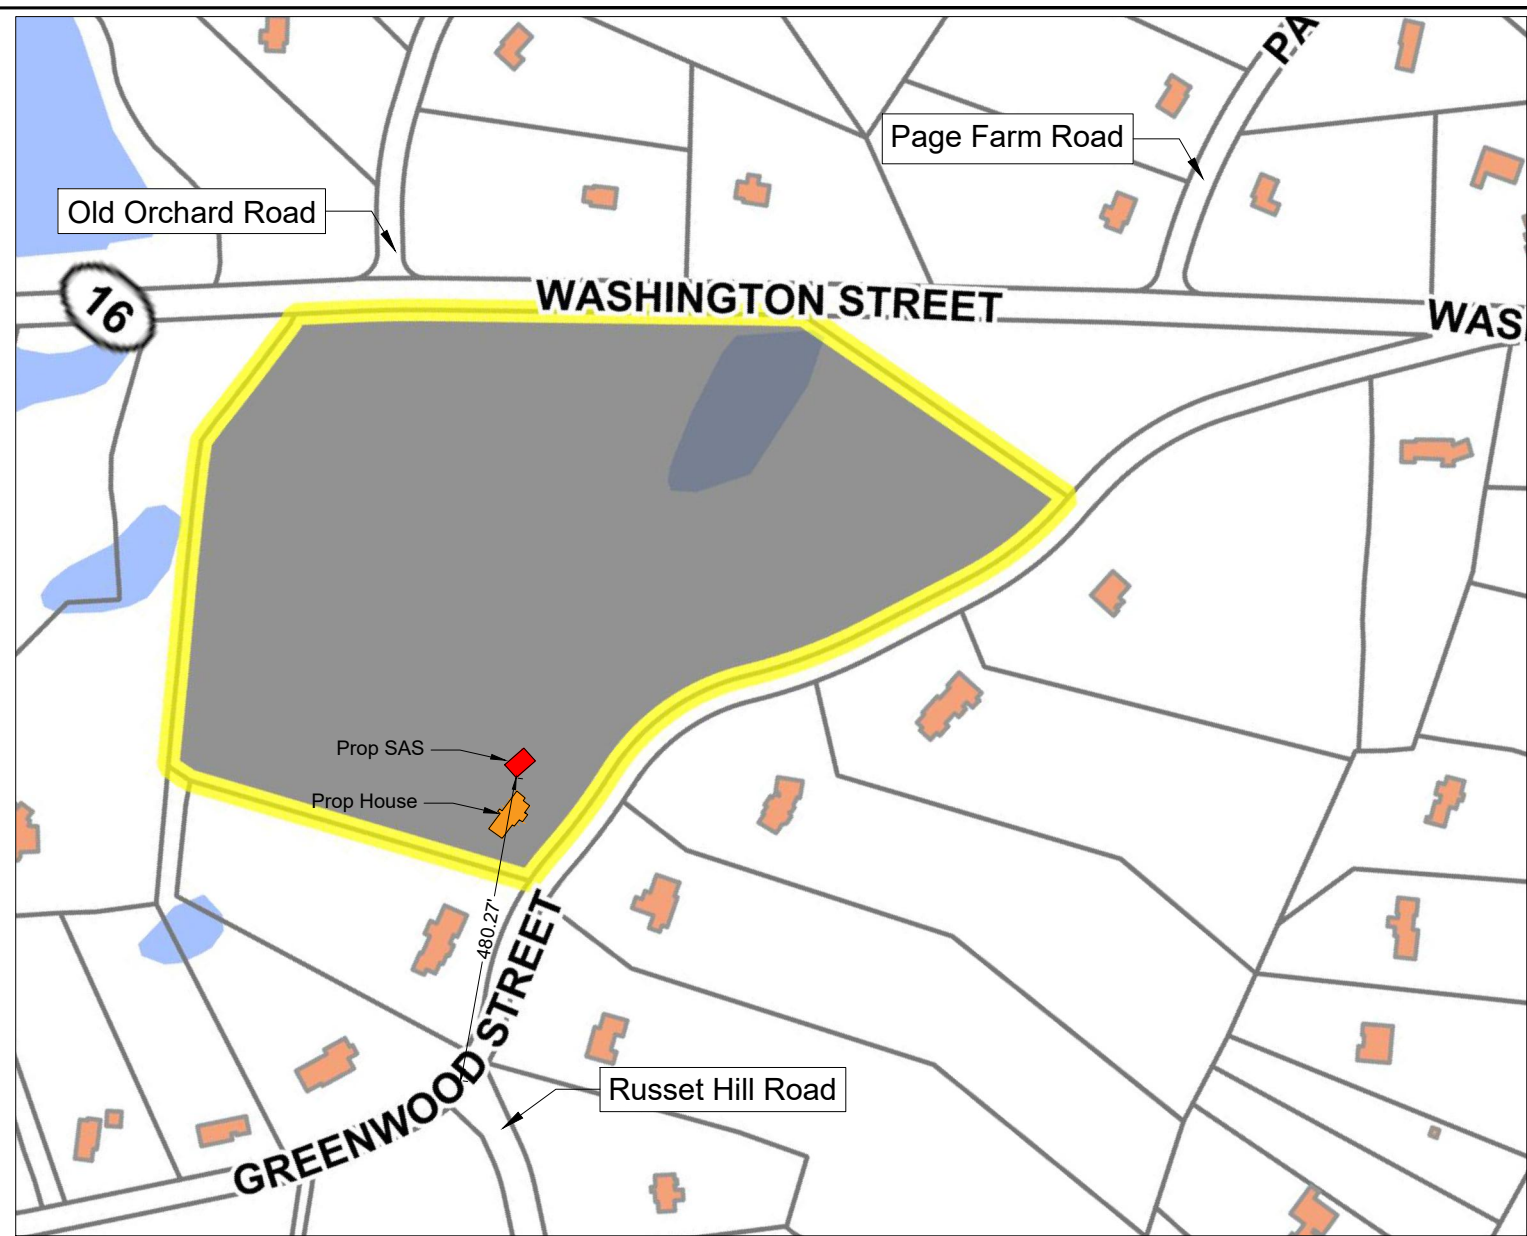 PA
Page Farm Road
Old Orchard Road
16
WASHINGTON STREET
WAS
Prop SAS
Prop House
480.27'
GREENWOOD STREET
Russet Hill Road